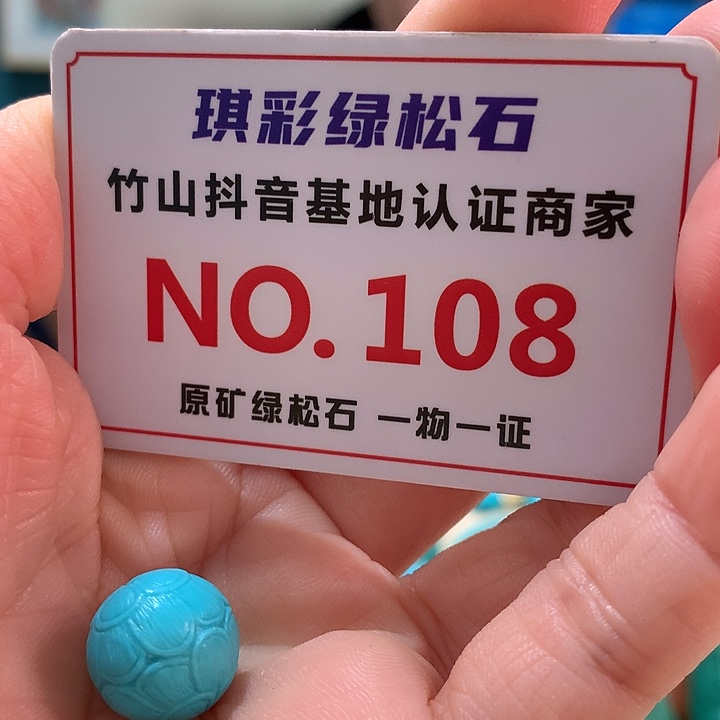 琪彩绿松石
竹山抖音基地认证商家
NO.108
原矿绿松石 一物一证